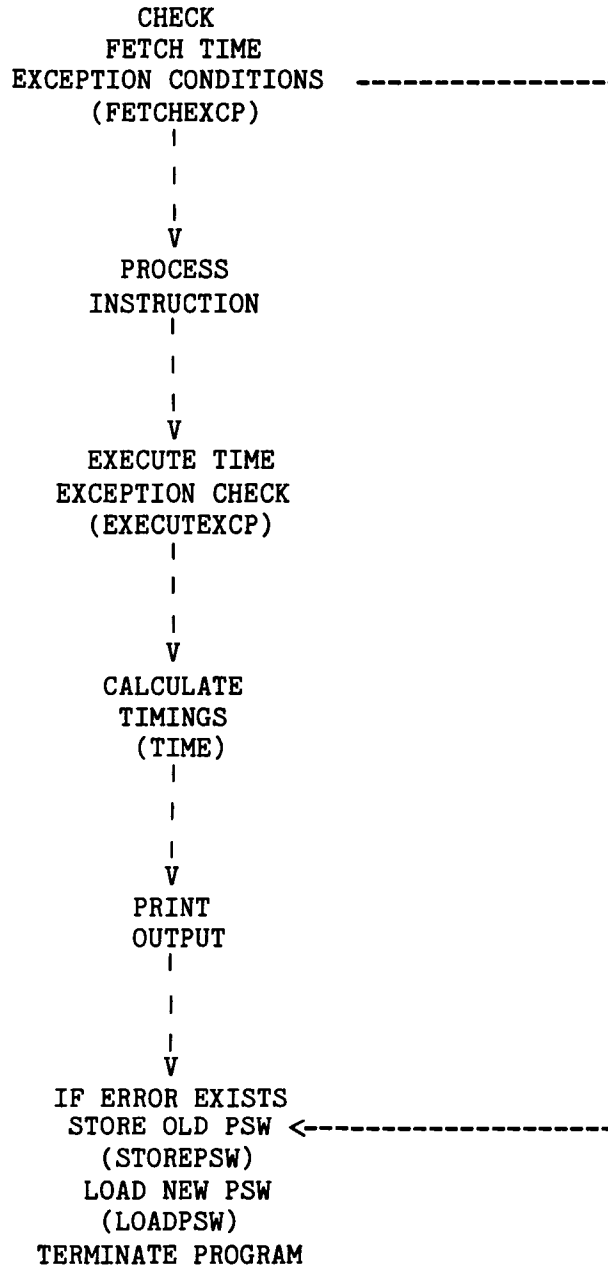 CHECK
FETCH TIME
EXCEPTION CONDITIONS --------------------
(FETCHEXCP)
|
|
|
V
PROCESS
INSTRUCTION
|
|
|
V
EXECUTE TIME
EXCEPTION CHECK
(EXECUTEXCP)
|
|
|
V
CALCULATE
TIMINGS
(TIME)
|
|
|
V
PRINT
OUTPUT
|
|
|
V
IF ERROR EXISTS
STORE OLD PSW <------------------------
(STOREPSW)
LOAD NEW PSW
(LOADPSW)
TERMINATE PROGRAM